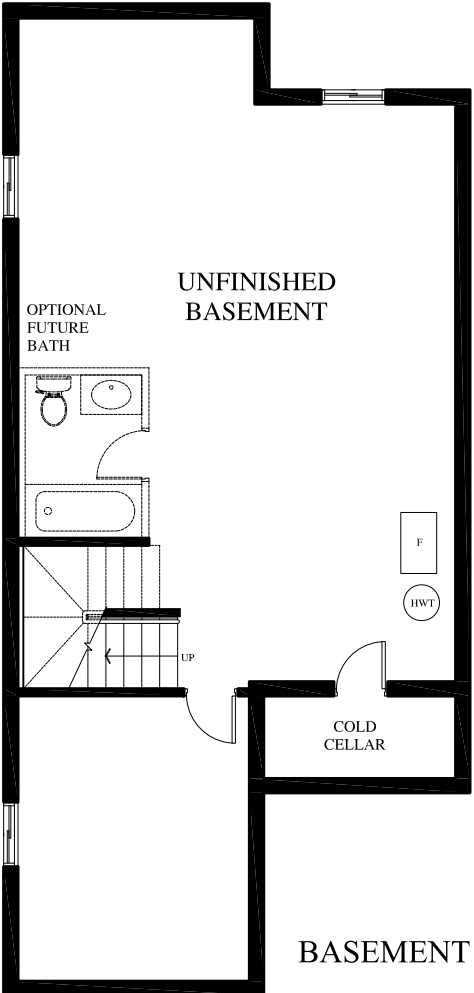 UNFINISHED
BASEMENT
OPTIONAL
FUTURE
BATH
F
HWT
UP
COLD
CELLAR
BASEMENT